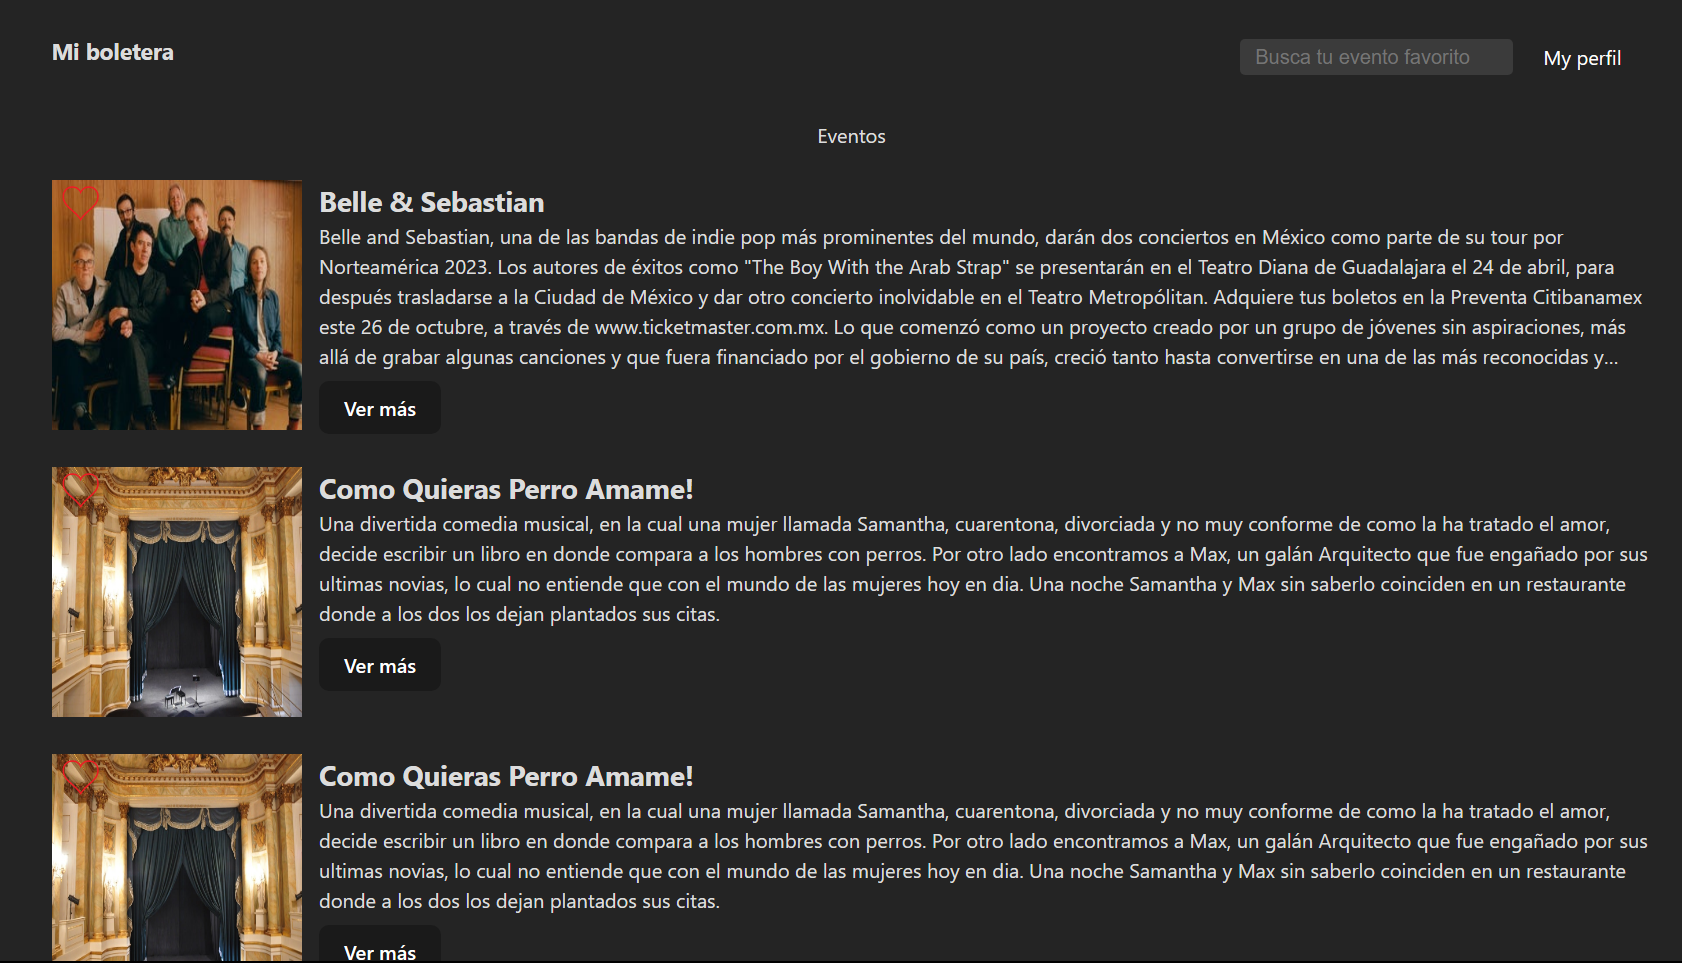 Mi boletera
Busca tu evento favorito
My perfil
Eventos
Belle & Sebastian
Belle and Sebastian, una de las bandas de indie pop más prominentes del mundo, darán dos conciertos en México como parte de su tour por
Norteamérica 2023. Los autores de éxitos como "The Boy With the Arab Strap" se presentarán en el Teatro Diana de Guadalajara el 24 de abril, para
después trasladarse a la Ciudad de México y dar otro concierto inolvidable en el Teatro Metropólitan. Adquiere tus boletos en la Preventa Citibanamex
este 26 de octubre, a través de www.ticketmaster.com.mx. Lo que comenzó como un proyecto creado por un grupo de jóvenes sin aspiraciones, más
allá de grabar algunas canciones y que fuera financiado por el gobierno de su país, creció tanto hasta convertirse en una de las más reconocidas y...
Ver más
Como Quieras Perro Amame!
Una divertida comedia musical, en la cual una mujer llamada Samantha, cuarentona, divorciada y no muy conforme de como la ha tratado el amor,
decide escribir un libro en donde compara a los hombres con perros. Por otro lado encontramos a Max, un galán Arquitecto que fue engañado por sus
ultimas novias, lo cual no entiende que con el mundo de las mujeres hoy en dia. Una noche Samantha y Max sin saberlo coinciden en un restaurante
donde a los dos los dejan plantados sus citas.
Ver más
Como Quieras Perro Amame!
Una divertida comedia musical, en la cual una mujer llamada Samantha, cuarentona, divorciada y no muy conforme de como la ha tratado el amor,
decide escribir un libro en donde compara a los hombres con perros. Por otro lado encontramos a Max, un galán Arquitecto que fue engañado por sus
ultimas novias, lo cual no entiende que con el mundo de las mujeres hoy en dia. Una noche Samantha y Max sin saberlo coinciden en un restaurante
donde a los dos los dejan plantados sus citas.
Ver más